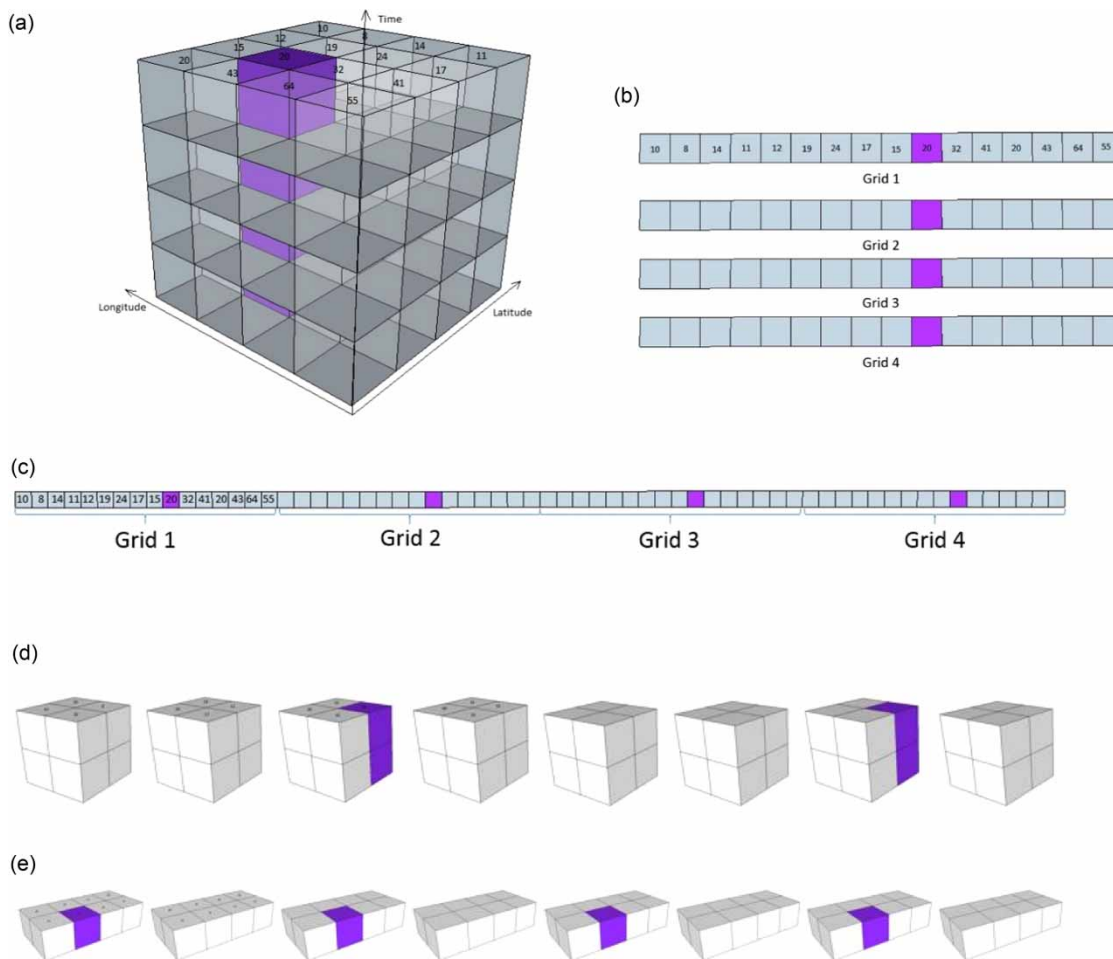 (a)
Time
10
8
12
14
15
19
11
20
20
24
43
32
17
64
41
55
Longitude
Latitude
(b)
10 8 14 11 12 19 24 17 15 20 32 41 20 43 64 55
Grid 1
Grid 2
Grid 3
Grid 4
(c)
10 8 14 11 12 19 24 17 15 20 32 41 20 43 64 55
Grid 1 Grid 2 Grid 3 Grid 4
(d)
(e)